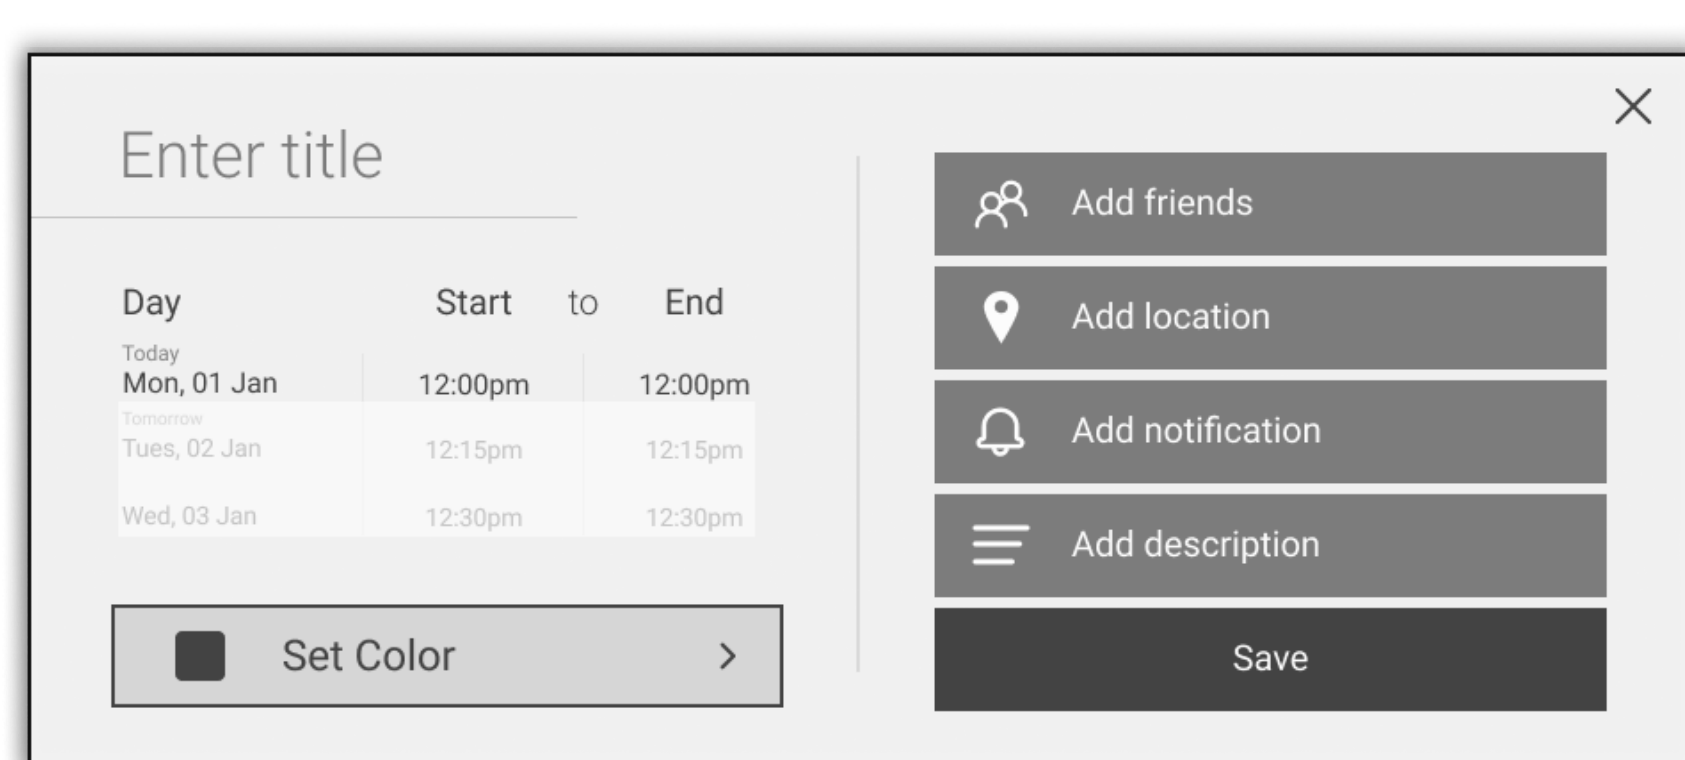 Enter title
Day Start to End
Today
Mon, 01 Jan 12:00pm 12:00pm
Tomorrow
Tues, 02 Jan 12:15pm 12:15pm
Wed, 03 Jan 12:30pm 12:30pm
Set Color
Add friends
Add location
Add notification
Add description
Save